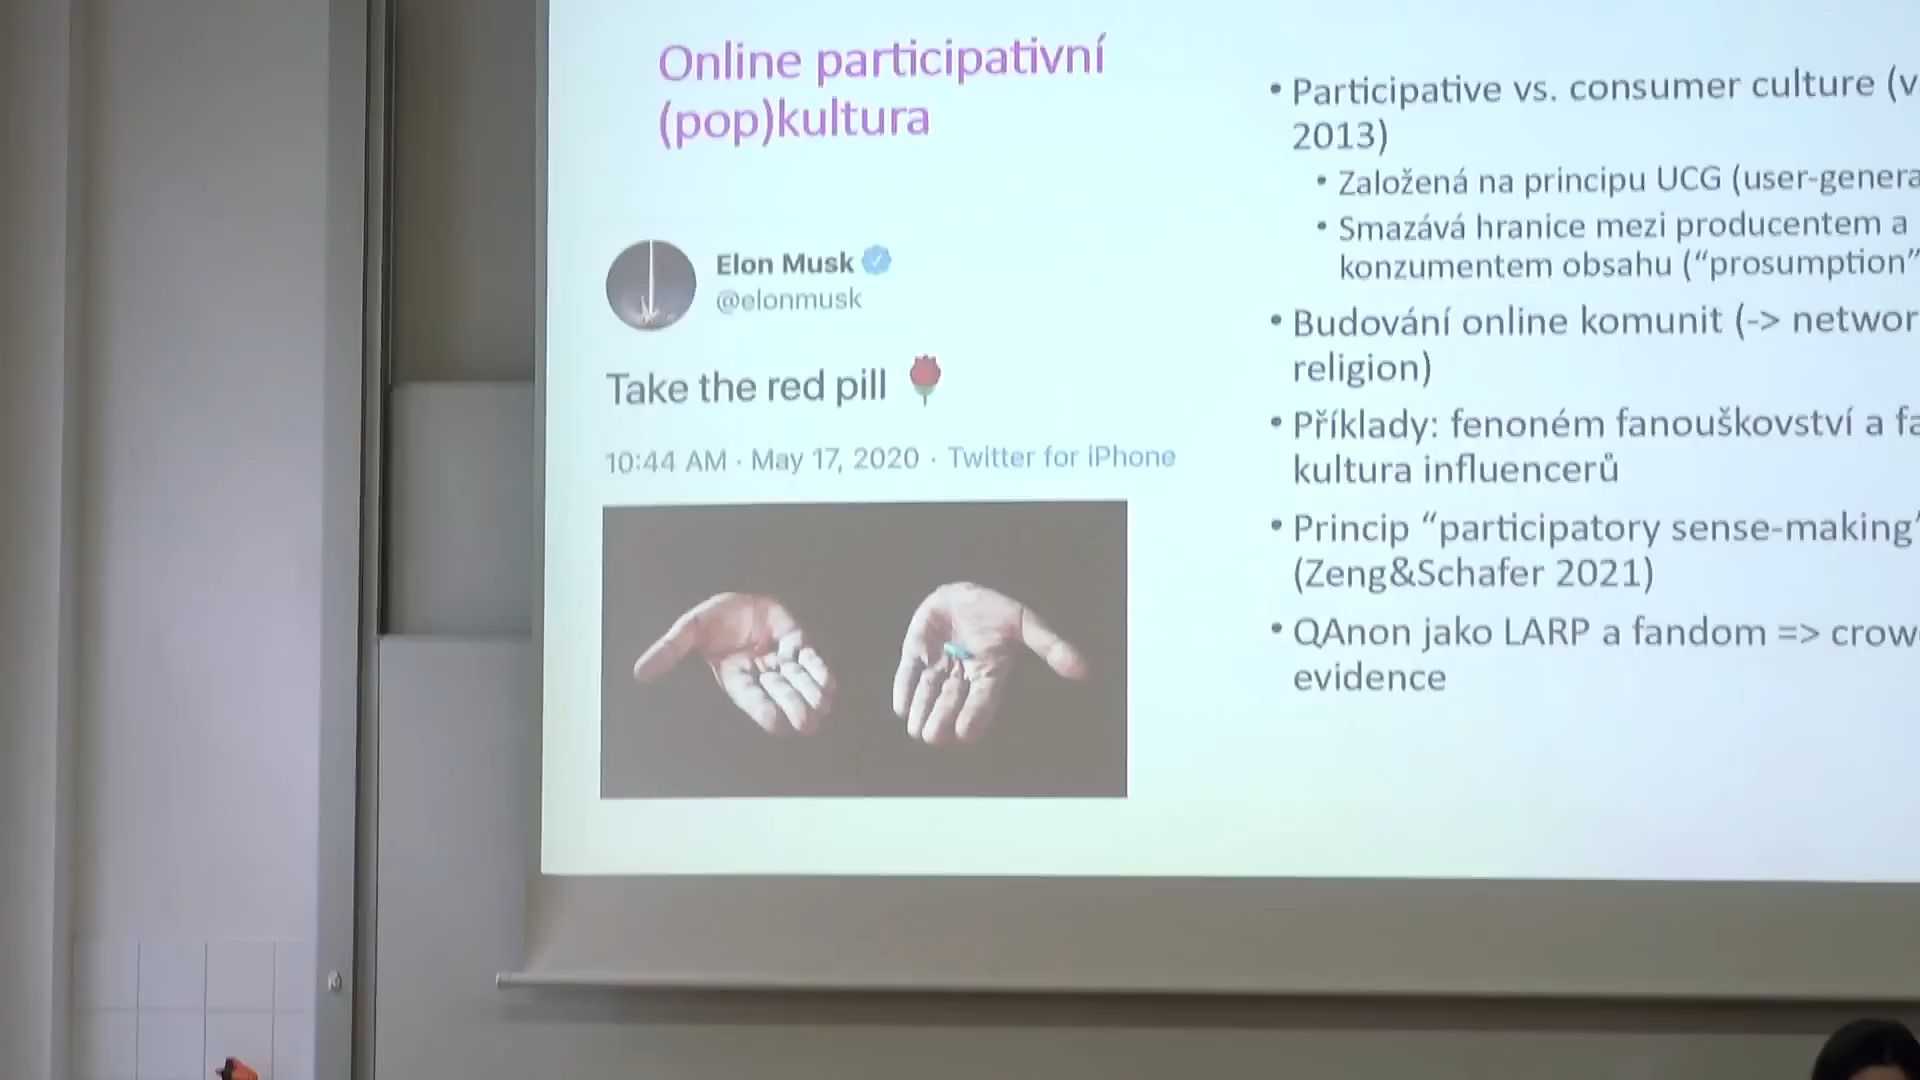 Online participativní
(pop)kultura
Elon Musk
@elonmusk
Take the red pill 🌹
10:44 AM · May 17, 2020 · Twitter for iPhone
• Participative vs. consumer culture (v
2013)
• Založená na principu UCG (user-genera
• Smazává hranice mezi producentem a
konzumentem obsahu (“prosumption”
• Budování online komunit (-> networ
religion)
• Příklady: fenoném fanouškovství a fa
kultura influencerů
• Princip “participatory sense-making”
(Zeng&Schafer 2021)
• QAnon jako LARP a fandom => crow
evidence